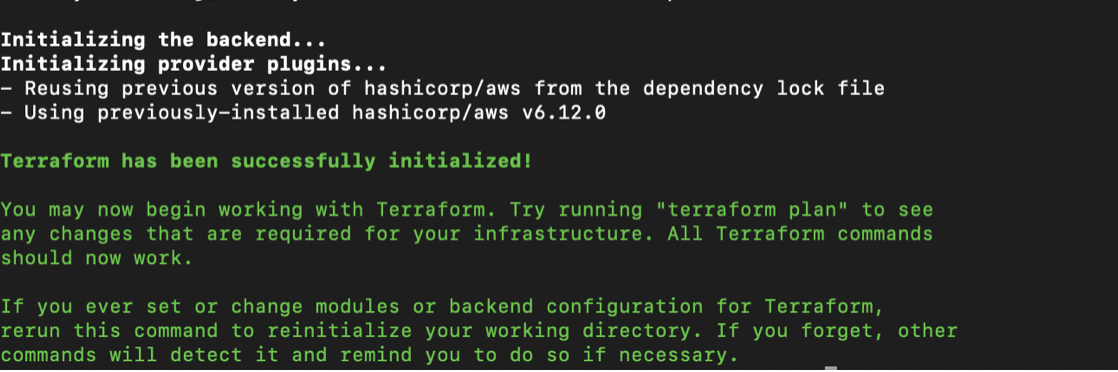 Initializing the backend...
Initializing provider plugins...
- Reusing previous version of hashicorp/aws from the dependency lock file
- Using previously-installed hashicorp/aws v6.12.0
Terraform has been successfully initialized!
You may now begin working with Terraform. Try running "terraform plan" to see
any changes that are required for your infrastructure. All Terraform commands
should now work.
If you ever set or change modules or backend configuration for Terraform,
rerun this command to reinitialize your working directory. If you forget, other
commands will detect it and remind you to do so if necessary.